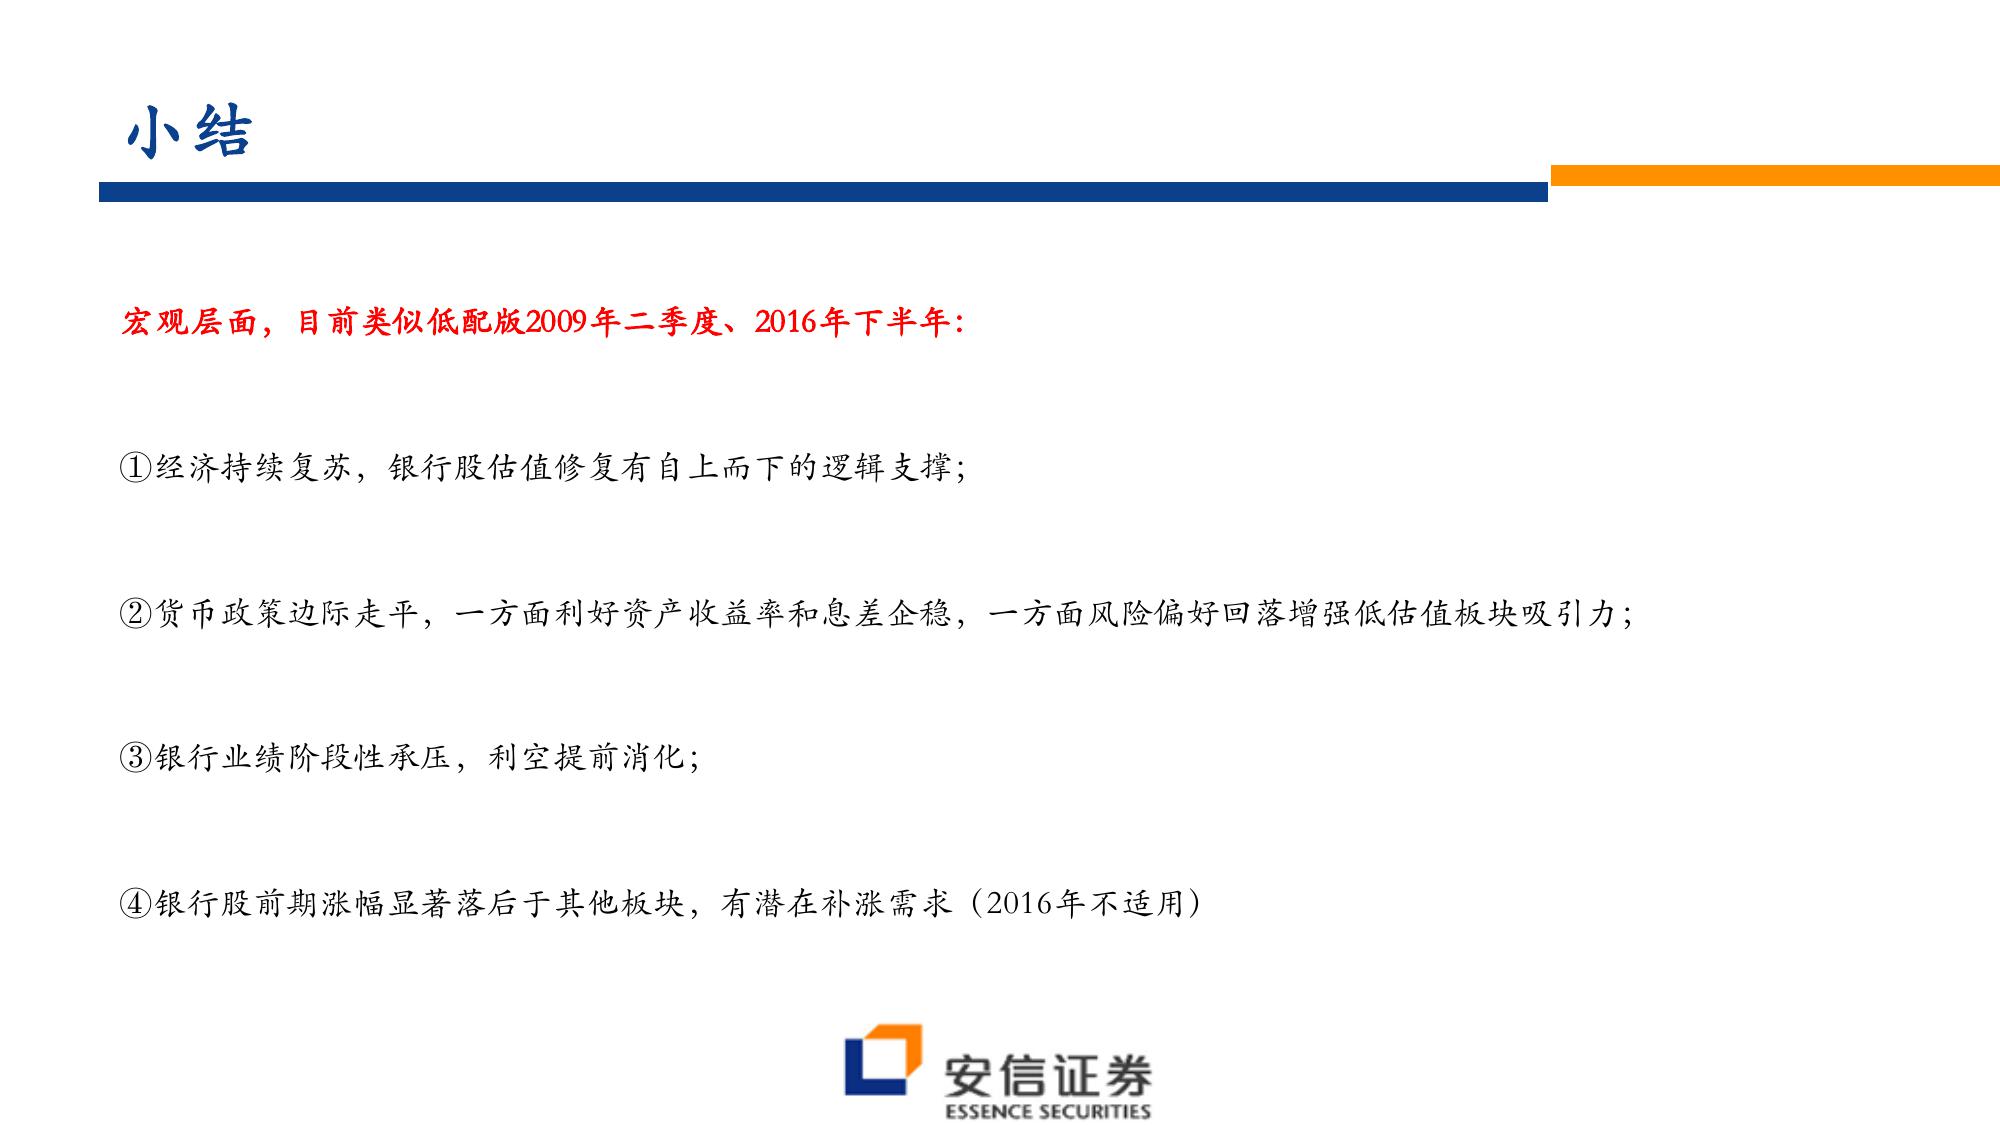 小结
宏观层面，目前类似低配版2009年二季度、2016年下半年：
①经济持续复苏，银行股估值修复有自上而下的逻辑支撑；
②货币政策边际走平，一方面利好资产收益率和息差企稳，一方面风险偏好回落增强低估值板块吸引力；
③银行业绩阶段性承压，利空提前消化；
④银行股前期涨幅显著落后于其他板块，有潜在补涨需求（2016年不适用）
安信证券
ESSENCE SECURITIES